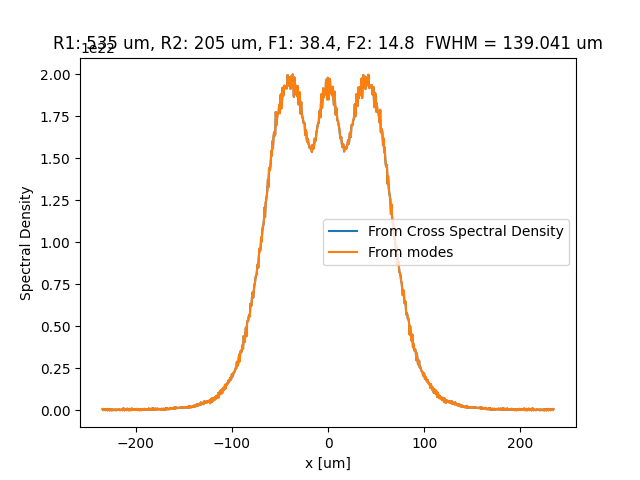 R1: 535 um, R2: 205 um, F1: 38.4, F2: 14.8  FWHM = 139.041 um
1e22
2.00
1.75
1.50
1.25
1.00
0.75
0.50
0.25
0.00
Spectral Density
From Cross Spectral Density
From modes
−200
−100
0
100
200
x [um]